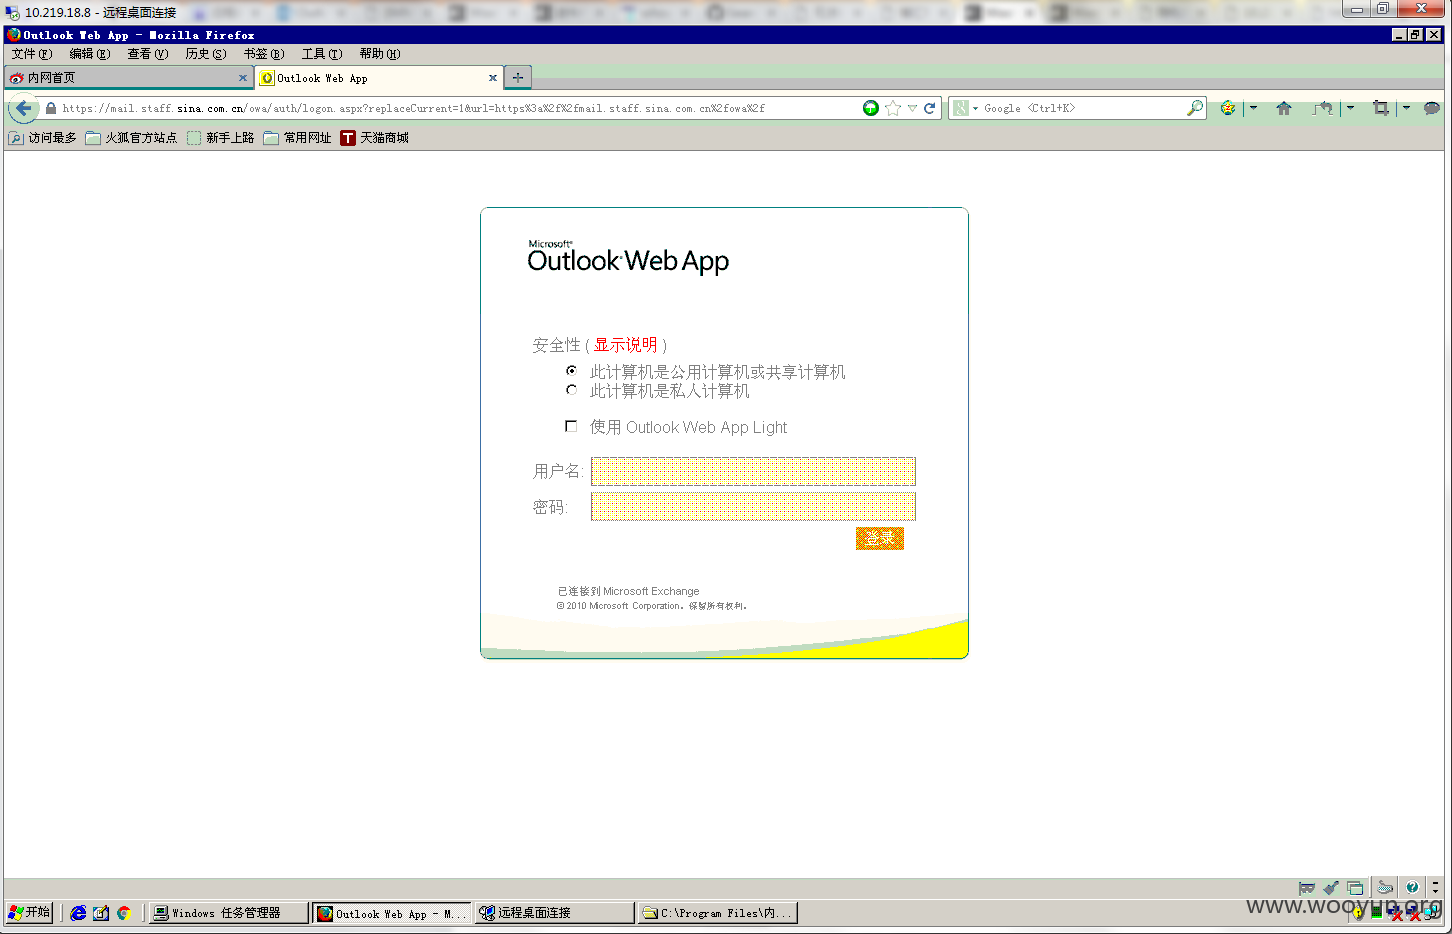 10.219.18.8 - 远程桌面连接
Outlook Web App - Mozilla Firefox
文件(F) 编辑(E) 查看(V) 历史(S) 书签(B) 工具(T) 帮助(H)
内网首页 Outlook Web App
https://mail.staff.sina.com.cn/owa/auth/logon.aspx?replaceCurrent=1&url=https%3a%2f%2fmail.staff.sina.com.cn%2fowa%2f Google <Ctrl+K>
访问最多 火狐官方站点 新手上路 常用网址 T 天猫商城
Microsoft®
Outlook Web App
安全性 ( 显示说明 )
此计算机是公用计算机或共享计算机
此计算机是私人计算机
使用 Outlook Web App Light
用户名:
密码:
登录
已连接到 Microsoft Exchange
© 2010 Microsoft Corporation。保留所有权利。
开始 Windows 任务管理器 Outlook Web App - M... 远程桌面连接 C:\Program Files\内...
www.wooyun.org